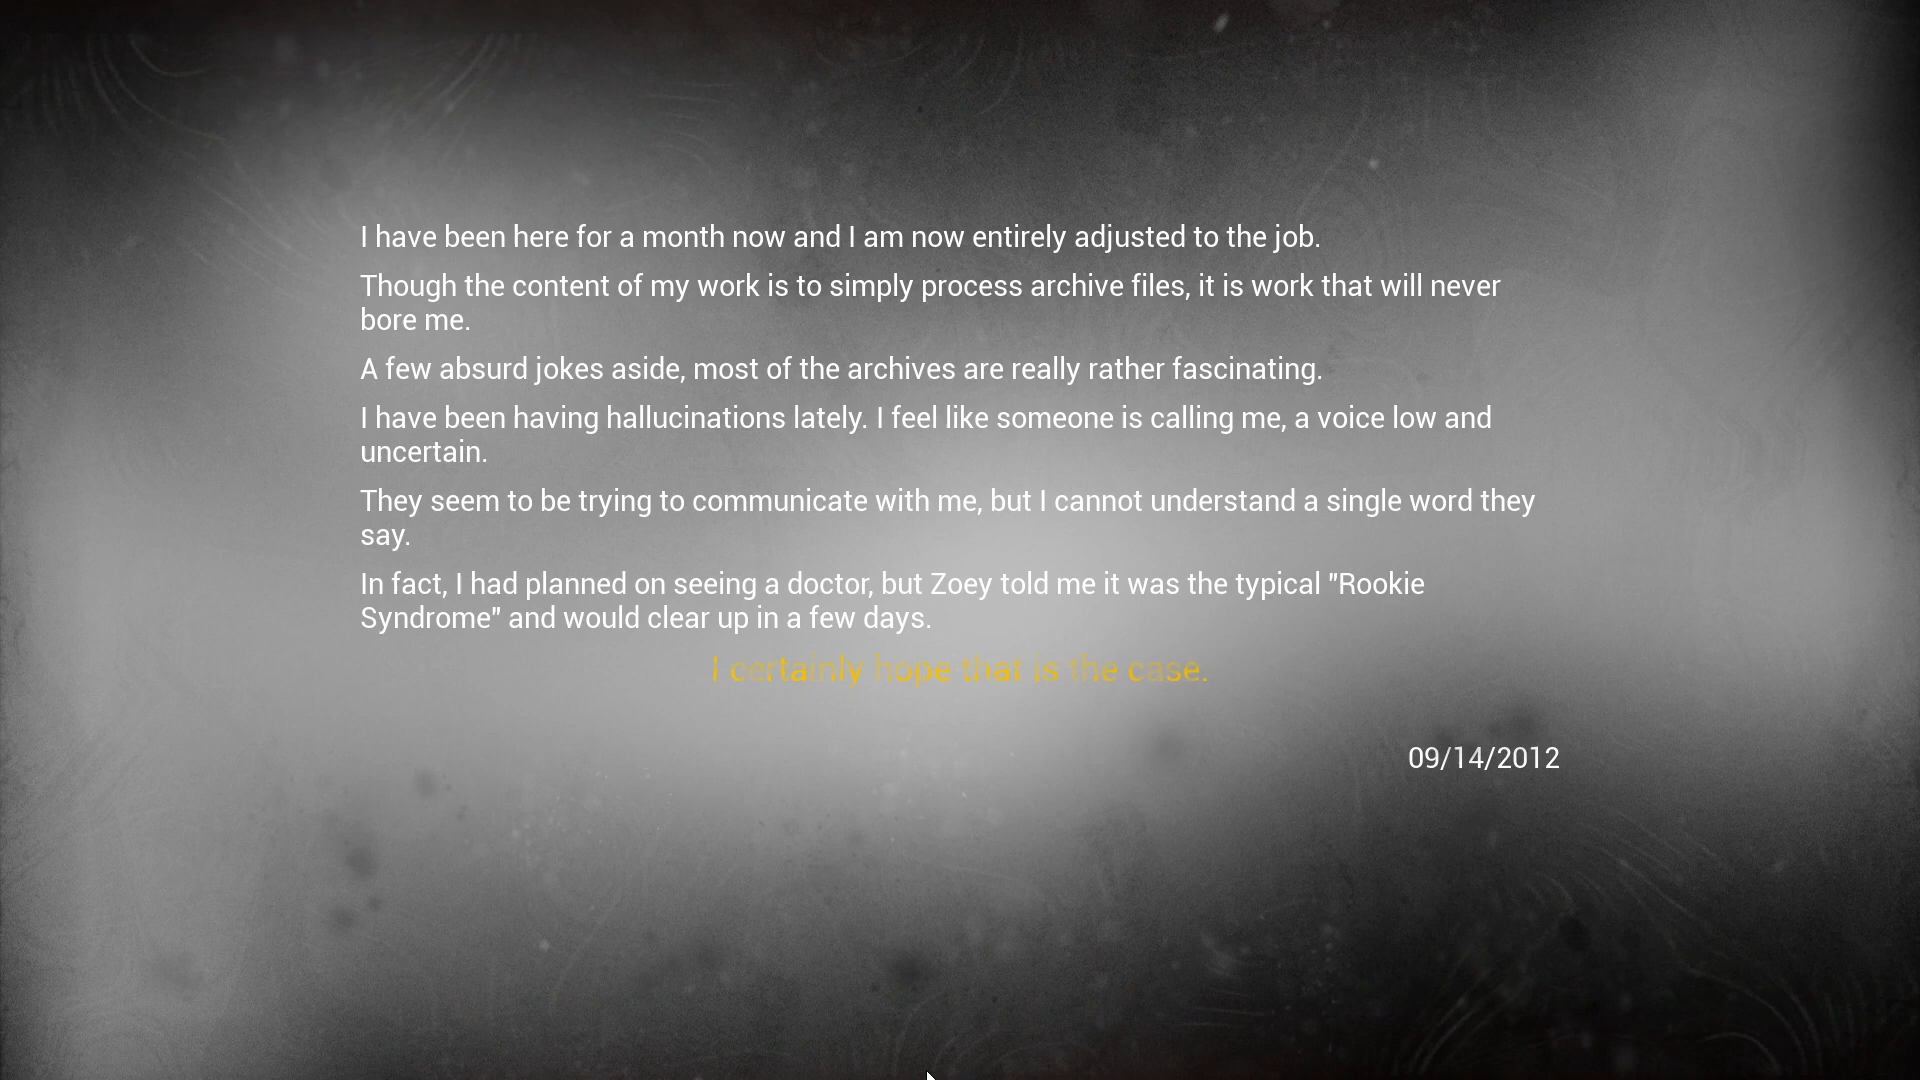 I have been here for a month now and I am now entirely adjusted to the job.
Though the content of my work is to simply process archive files, it is work that will never
bore me.
A few absurd jokes aside, most of the archives are really rather fascinating.
I have been having hallucinations lately. I feel like someone is calling me, a voice low and
uncertain.
They seem to be trying to communicate with me, but I cannot understand a single word they
say.
In fact, I had planned on seeing a doctor, but Zoey told me it was the typical "Rookie
Syndrome" and would clear up in a few days.
I certainly hope that is the case.
09/14/2012